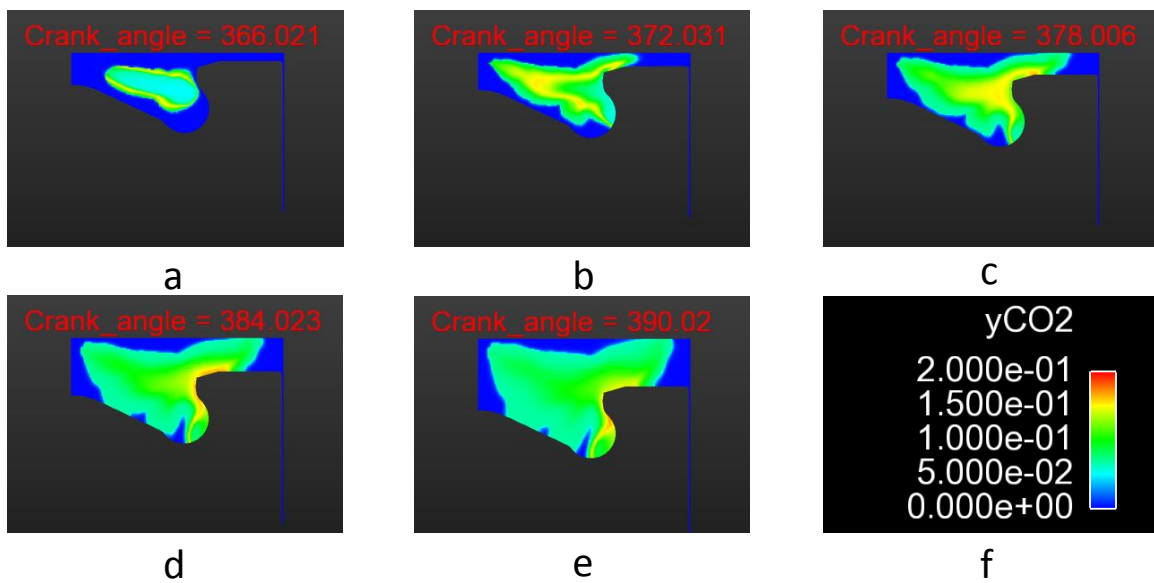 Crank_angle = 366.021
Crank_angle = 372.031
Crank_angle = 378.006
a
b
c
Crank_angle = 384.023
Crank_angle = 390.02
yCO2
2.000e-01
1.500e-01
1.000e-01
5.000e-02
0.000e+00
d
e
f